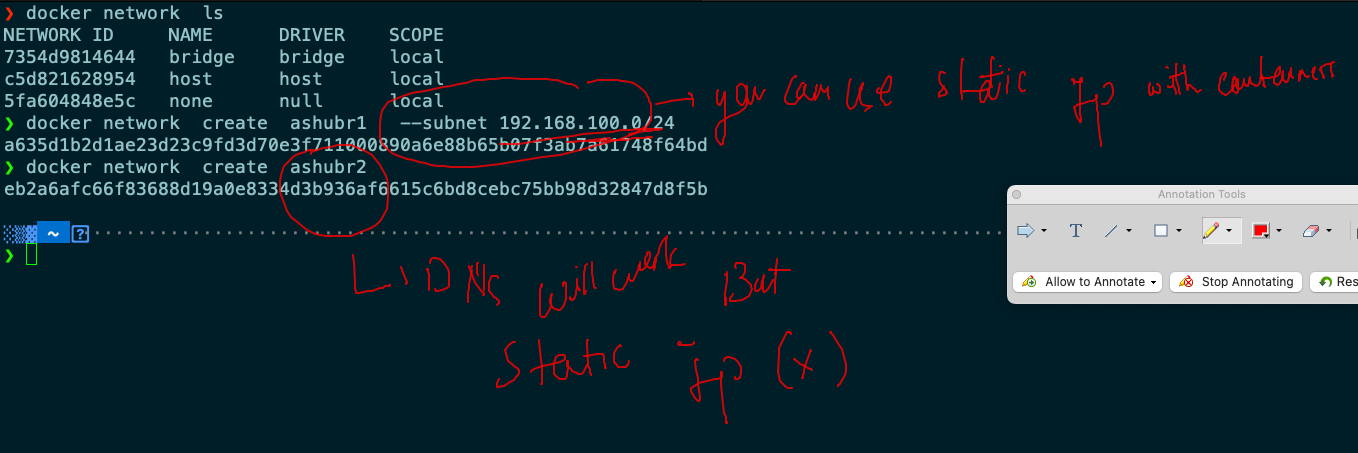 ❯ docker network  ls
NETWORK ID     NAME      DRIVER    SCOPE
7354d9814644   bridge    bridge    local
c5d821628954   host      host      local
5fa604848e5c   none      null      local
❯ docker network  create  ashubr1   --subnet 192.168.100.0/24
a635d1b2d1ae23d23c9fd3d70e3f711000890a6e88b65b07f3ab7a61748f64bd
❯ docker network  create  ashubr2
eb2a6afc66f83688d19a0e8334d3b936af6615c6bd8cebc75bb98d32847d8f5b
~ ?
❯
you can use static Ip with containers
DNS will work But
static Ip (x)
Annotation Tools
T
Allow to Annotate
Stop Annotating
Res